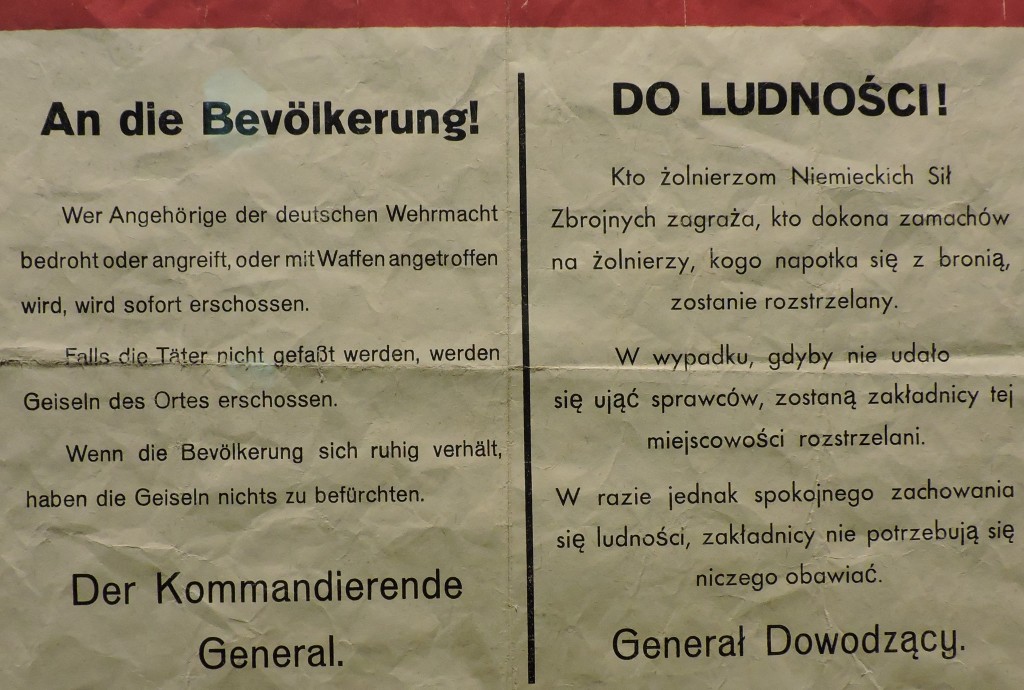 An die Bevölkerung!
Wer Angehörige der deutschen Wehrmacht
bedroht oder angreift, oder mit Waffen angetroffen
wird, wird sofort erschossen.
Falls die Täter nicht gefaßt werden, werden
Geiseln des Ortes erschossen.
Wenn die Bevölkerung sich ruhig verhält,
haben die Geiseln nichts zu befürchten.
Der Kommandierende
General.
DO LUDNOŚCI!
Kto żolnierzom Niemieckich Sił
Zbrojnych zagraża, kto dokona zamachów
na żolnierzy, kogo napotka się z bronią,
zostanie rozstrzelany.
W wypadku, gdyby nie udało
się ująć sprawców, zostaną zakładnicy tej
miejscowości rozstrzelani.
W razie jednak spokojnego zachowania
się ludności, zakładnicy nie potrzebują się
niczego obawiać.
Generał Dowodzący.